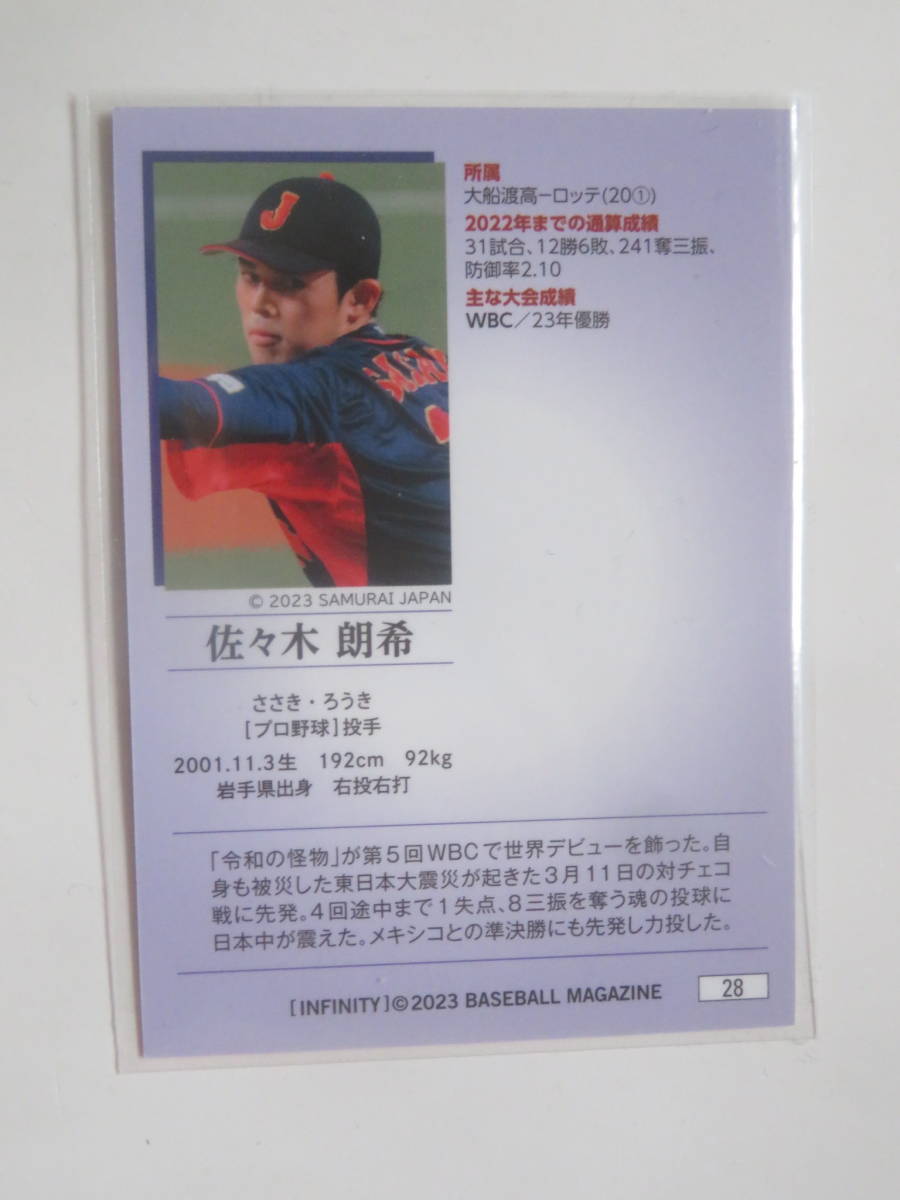 J
所属
大船渡高－ロッテ(20①)
2022年までの通算成績
31試合、12勝6敗、241奪三振、
防御率2.10
主な大会成績
WBC／23年優勝
© 2023 SAMURAI JAPAN
佐々木 朗希
ささき・ろうき
[プロ野球]投手
2001.11.3生　192cm　92kg
岩手県出身　右投右打
「令和の怪物」が第5回WBCで世界デビューを飾った。自
身も被災した東日本大震災が起きた3月11日の対チェコ
戦に先発。4回途中まで1失点、8三振を奪う魂の投球に
日本中が震えた。メキシコとの準決勝にも先発し力投した。
[INFINITY]©2023 BASEBALL MAGAZINE
28